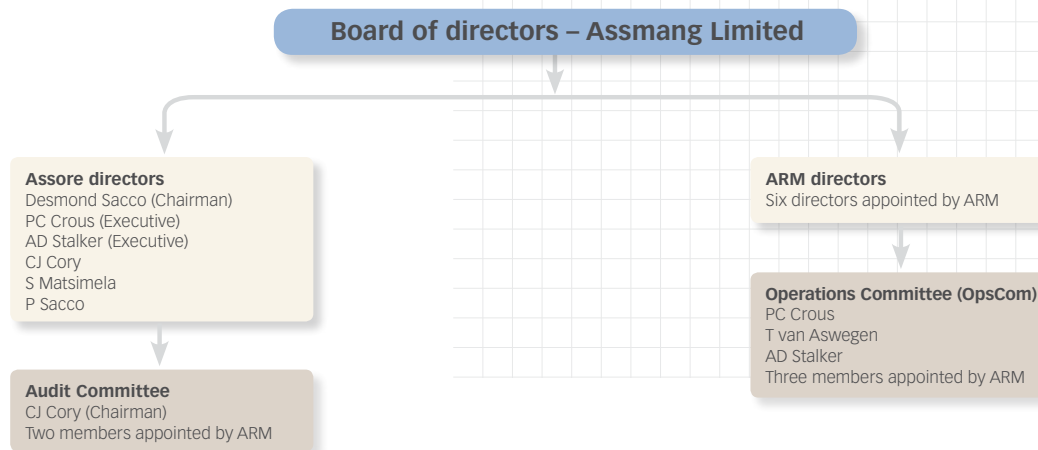 Board of directors – Assmang Limited
Assore directors
Desmond Sacco (Chairman)
PC Crous (Executive)
AD Stalker (Executive)
CJ Cory
S Matsimela
P Sacco
Audit Committee
CJ Cory (Chairman)
Two members appointed by ARM
ARM directors
Six directors appointed by ARM
Operations Committee (OpsCom)
PC Crous
T van Aswegen
AD Stalker
Three members appointed by ARM